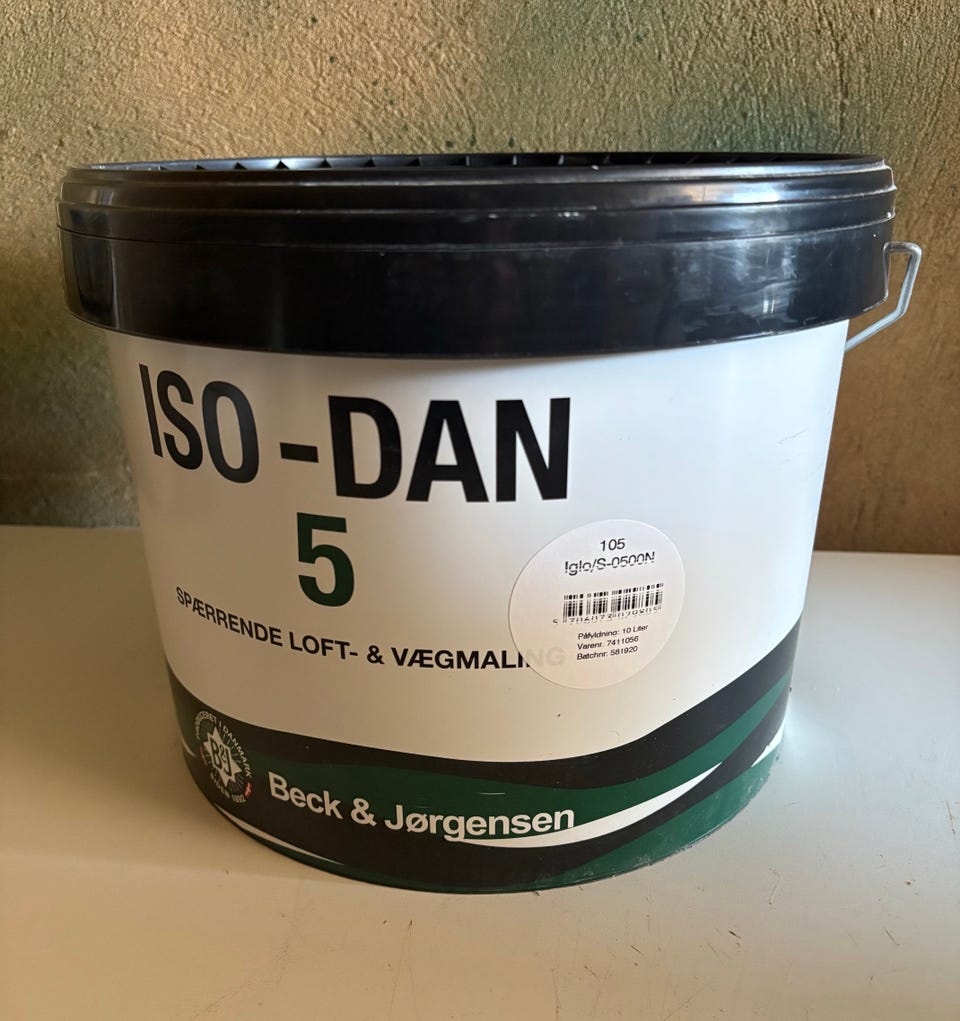 ISO-DAN
5
SPÆRRENDE LOFT- & VÆGMALING
105
Iglo/S-0500N
Påfyldning: 10 Liter
Varenr. 7411056
Batchnr: 581920
B&J
Beck & Jørgensen